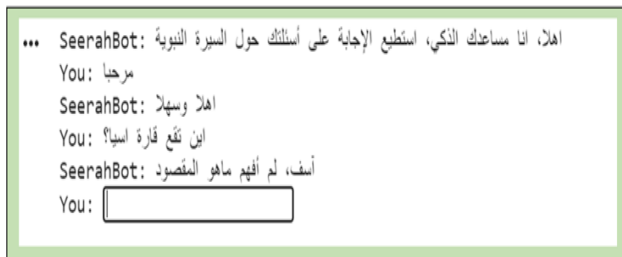 SeerahBot: اهلا، انا مساعدك الذكي، استطيع الإجابة على أسئلتك حول السيرة النبوية
You: مرحبا
SeerahBot: اهلا وسهلا
You: اين تقع قارة اسيا؟
SeerahBot: آسف، لم أفهم ماهو المقصود
You: